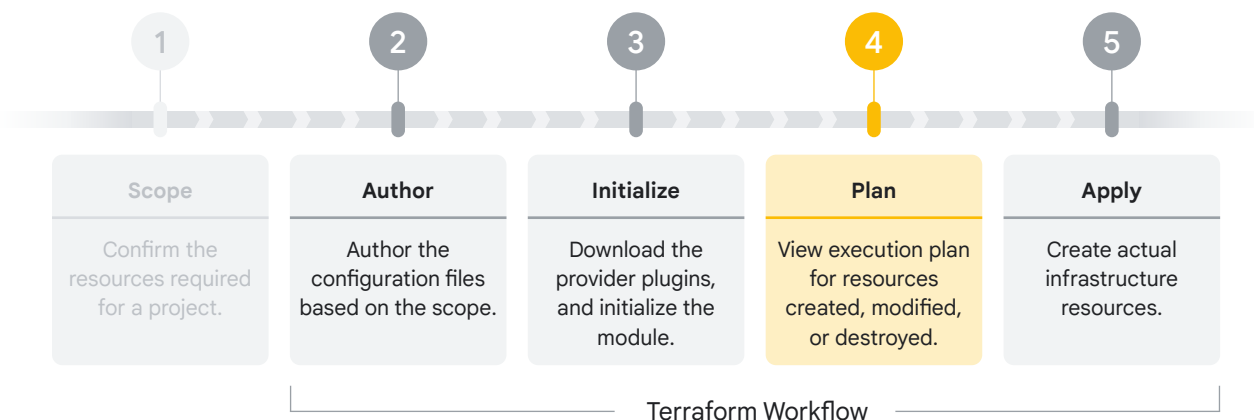 1
2
3
4
5
Scope
Confirm the
resources required
for a project.
Author
Author the
configuration files
based on the scope.
Initialize
Download the
provider plugins,
and initialize the
module.
Plan
View execution plan
for resources
created, modified,
or destroyed.
Apply
Create actual
infrastructure
resources.
Terraform Workflow